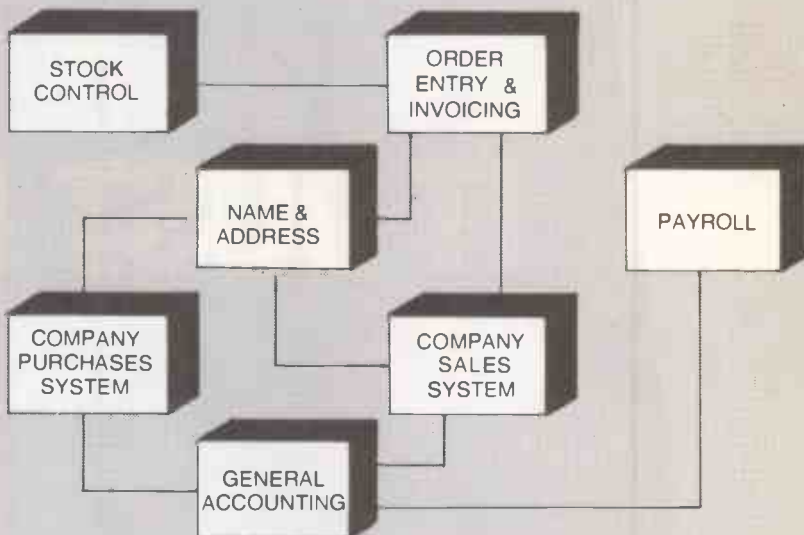 STOCK
CONTROL
ORDER
ENTRY &
INVOICING
NAME &
ADDRESS
PAYROLL
COMPANY
PURCHASES
SYSTEM
COMPANY
SALES
SYSTEM
GENERAL
ACCOUNTING